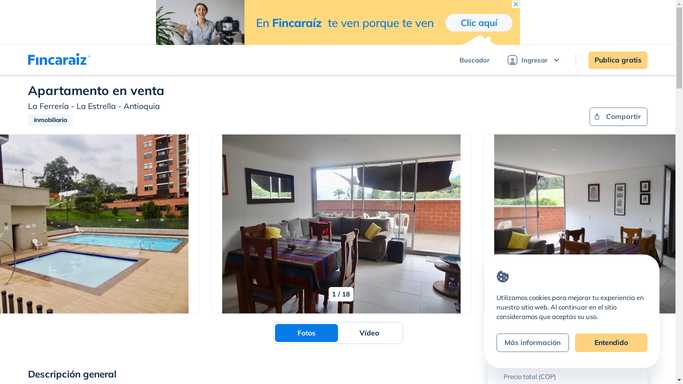 En Fincaraíz te ven porque te ven
Clic aquí
Fincaraíz
Buscador
Ingresar
Publica gratis
Apartamento en venta
La Ferrería - La Estrella - Antioquia
Inmobiliaria
Compartir
1 / 18
Fotos
Vídeo
Utilizamos cookies para mejorar tu experiencia en
nuestro sitio web. Al continuar en el sitio
consideramos que aceptas su uso.
Más información
Entendido
Descripción general
Precio total (COP)